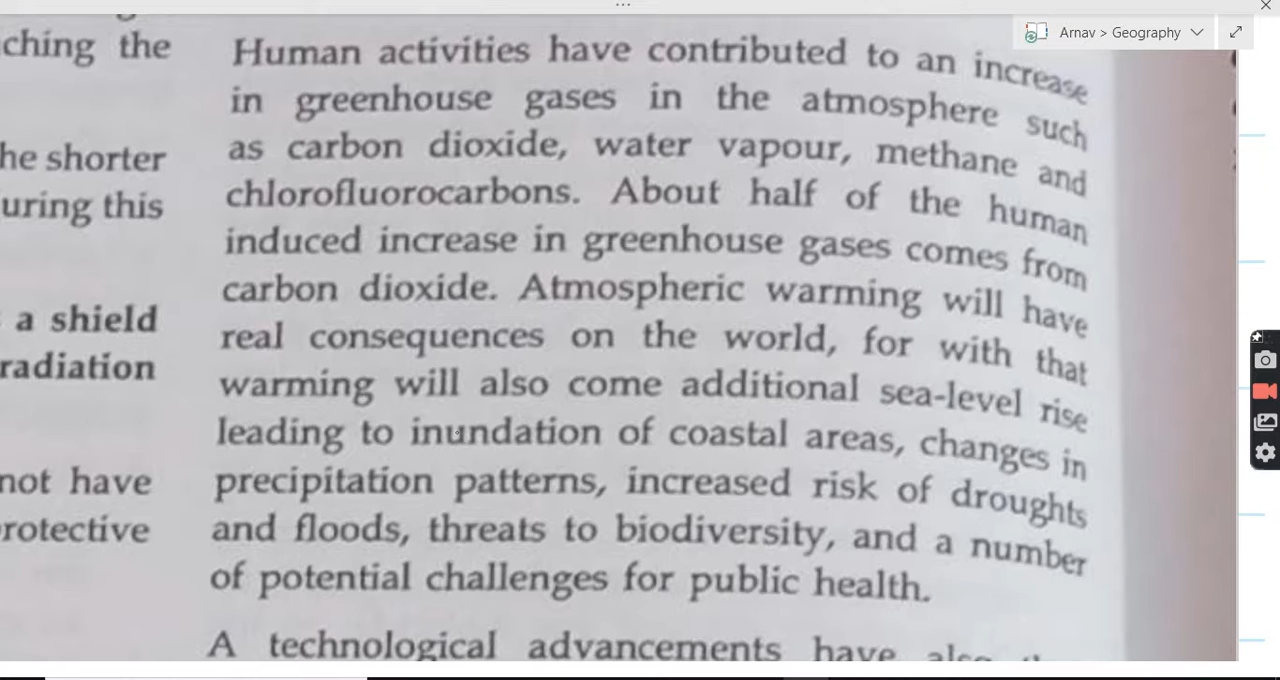 Arnav > Geography
ching the
he shorter
uring this
a shield
radiation
not have
rotective
Human activities have contributed to an increase
in greenhouse gases in the atmosphere such
as carbon dioxide, water vapour, methane and
chlorofluorocarbons. About half of the human
induced increase in greenhouse gases comes from
carbon dioxide. Atmospheric warming will have
real consequences on the world, for with that
warming will also come additional sea-level rise
leading to inundation of coastal areas, changes in
precipitation patterns, increased risk of droughts
and floods, threats to biodiversity, and a number
of potential challenges for public health.
A technological advancements have also